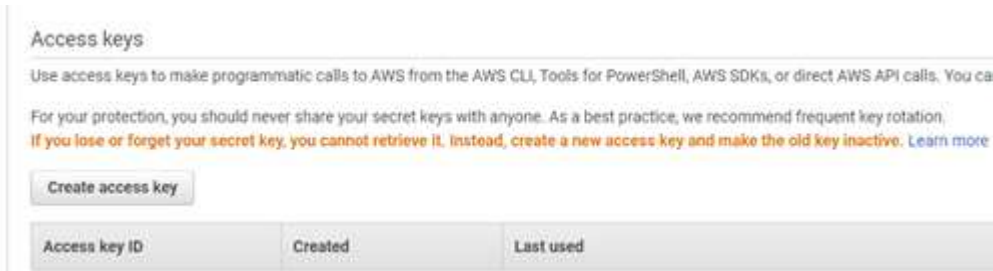 Access keys
Use access keys to make programmatic calls to AWS from the AWS CLI, Tools for PowerShell, AWS SDKs, or direct AWS API calls. You ca
For your protection, you should never share your secret keys with anyone. As a best practice, we recommend frequent key rotation.
If you lose or forget your secret key, you cannot retrieve it. Instead, create a new access key and make the old key inactive. Learn more
Create access key
Access key ID Created Last used